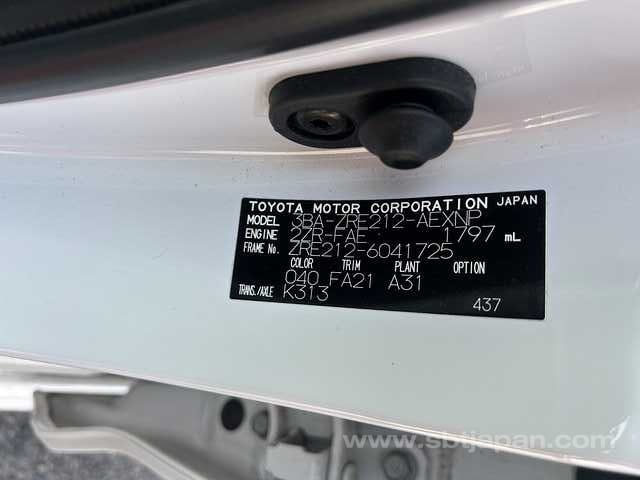 TOYOTA MOTOR CORPORATION JAPAN
MODEL 3BA-ZRE212-AEXNP
ENGINE 2ZR-FAE 1797 mL
FRAME No. ZRE212-6041725
COLOR TRIM PLANT OPTION
040 FA21 A31
TRANS./AXLE K313
437
www.sbijapan.com